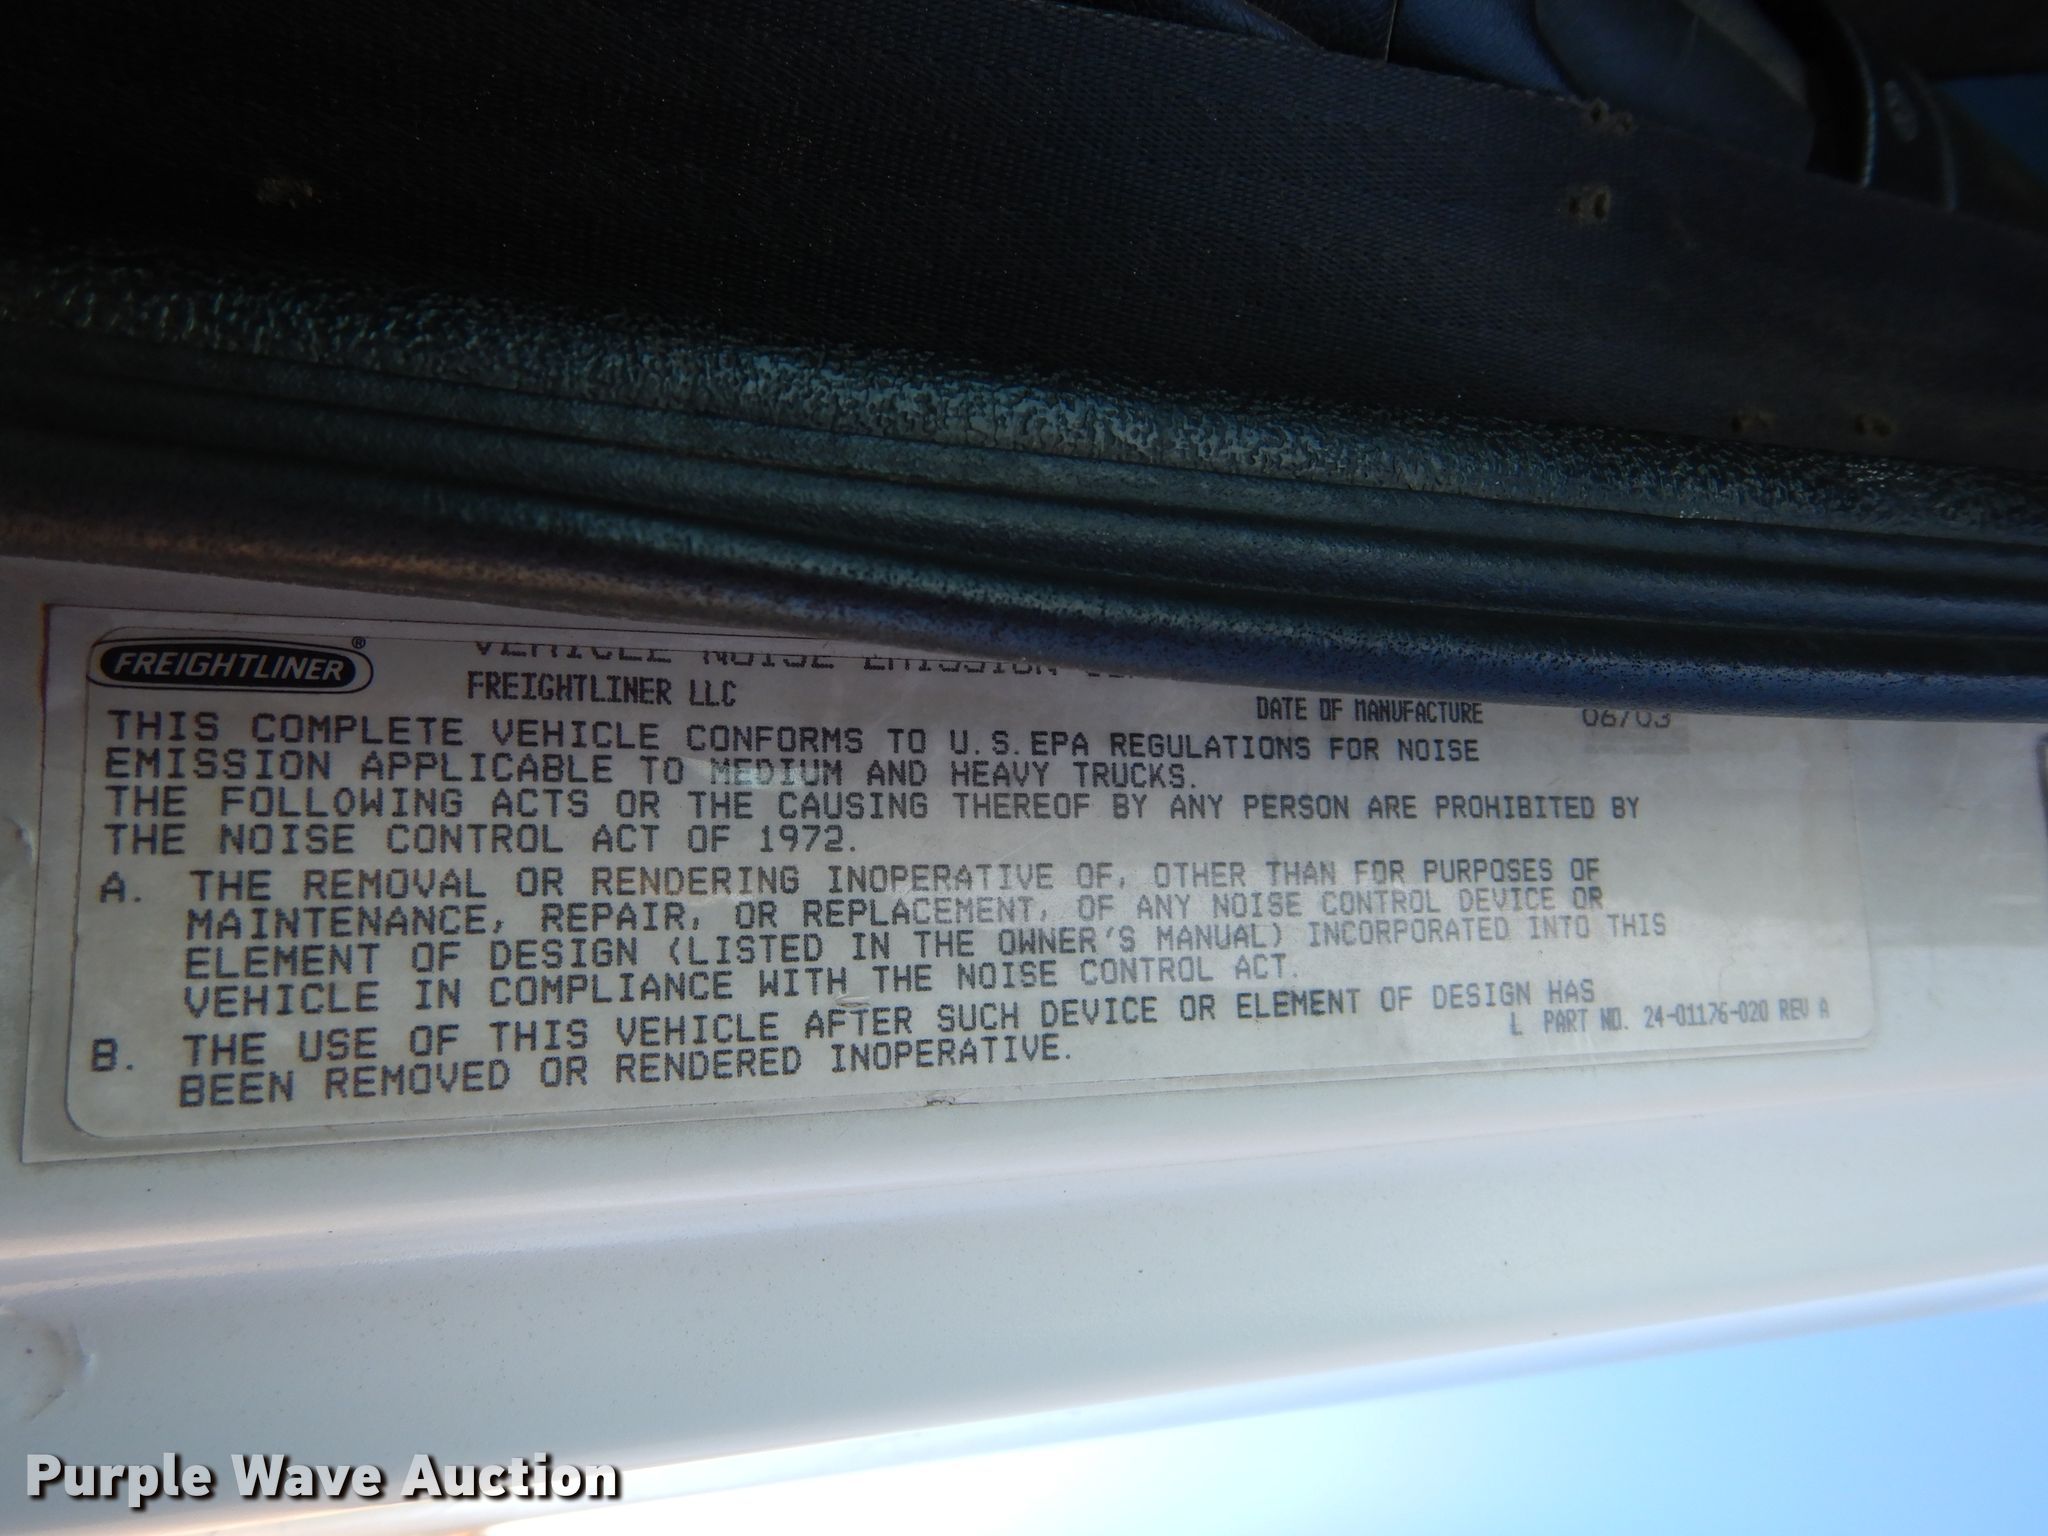 FREIGHTLINER®
VEHICLE NOISE EMISSION
FREIGHTLINER LLC
DATE OF MANUFACTURE 06/03
THIS COMPLETE VEHICLE CONFORMS TO U.S. EPA REGULATIONS FOR NOISE
EMISSION APPLICABLE TO MEDIUM AND HEAVY TRUCKS.
THE FOLLOWING ACTS OR THE CAUSING THEREOF BY ANY PERSON ARE PROHIBITED BY
THE NOISE CONTROL ACT OF 1972.
A. THE REMOVAL OR RENDERING INOPERATIVE OF, OTHER THAN FOR PURPOSES OF
MAINTENANCE, REPAIR, OR REPLACEMENT, OF ANY NOISE CONTROL DEVICE OR
ELEMENT OF DESIGN (LISTED IN THE OWNER'S MANUAL) INCORPORATED INTO THIS
VEHICLE IN COMPLIANCE WITH THE NOISE CONTROL ACT.
B. THE USE OF THIS VEHICLE AFTER SUCH DEVICE OR ELEMENT OF DESIGN HAS
BEEN REMOVED OR RENDERED INOPERATIVE.
L PART NO. 24-01176-020 REV A
Purple Wave Auction